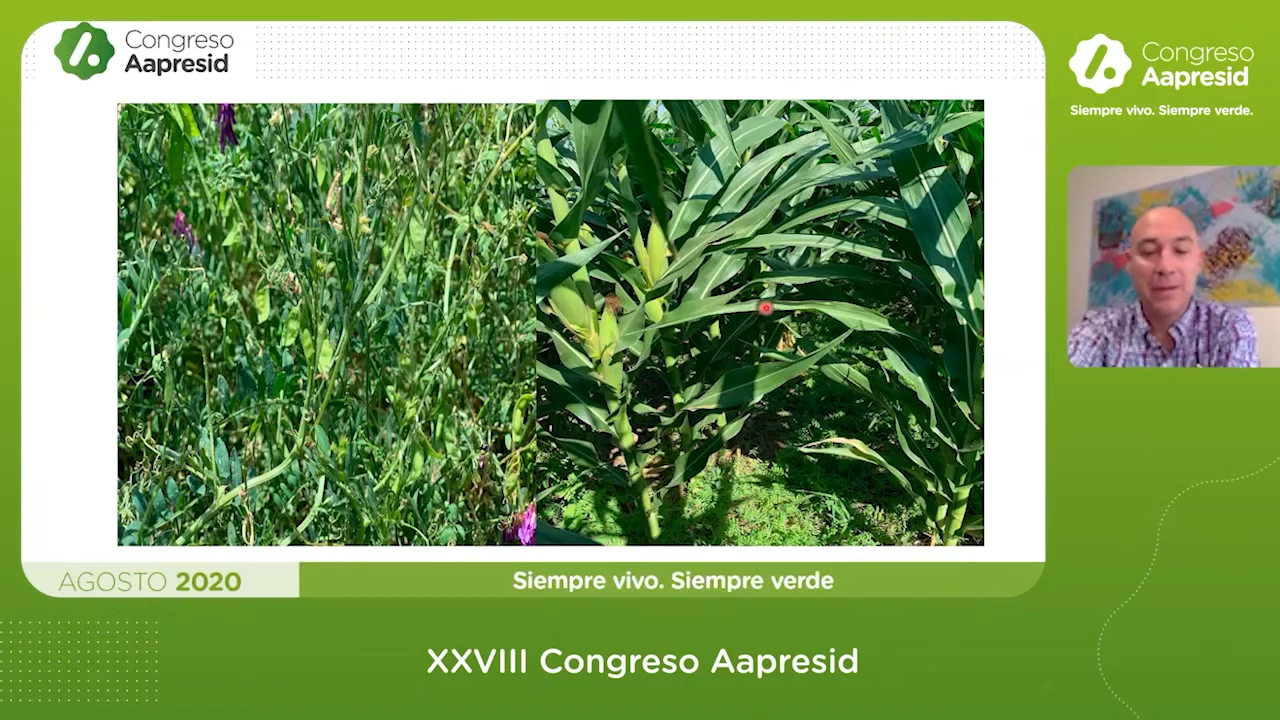 Congreso
Aapresid
Congreso
Aapresid
Siempre vivo. Siempre verde.
AGOSTO 2020
Siempre vivo. Siempre verde
XXVIII Congreso Aapresid